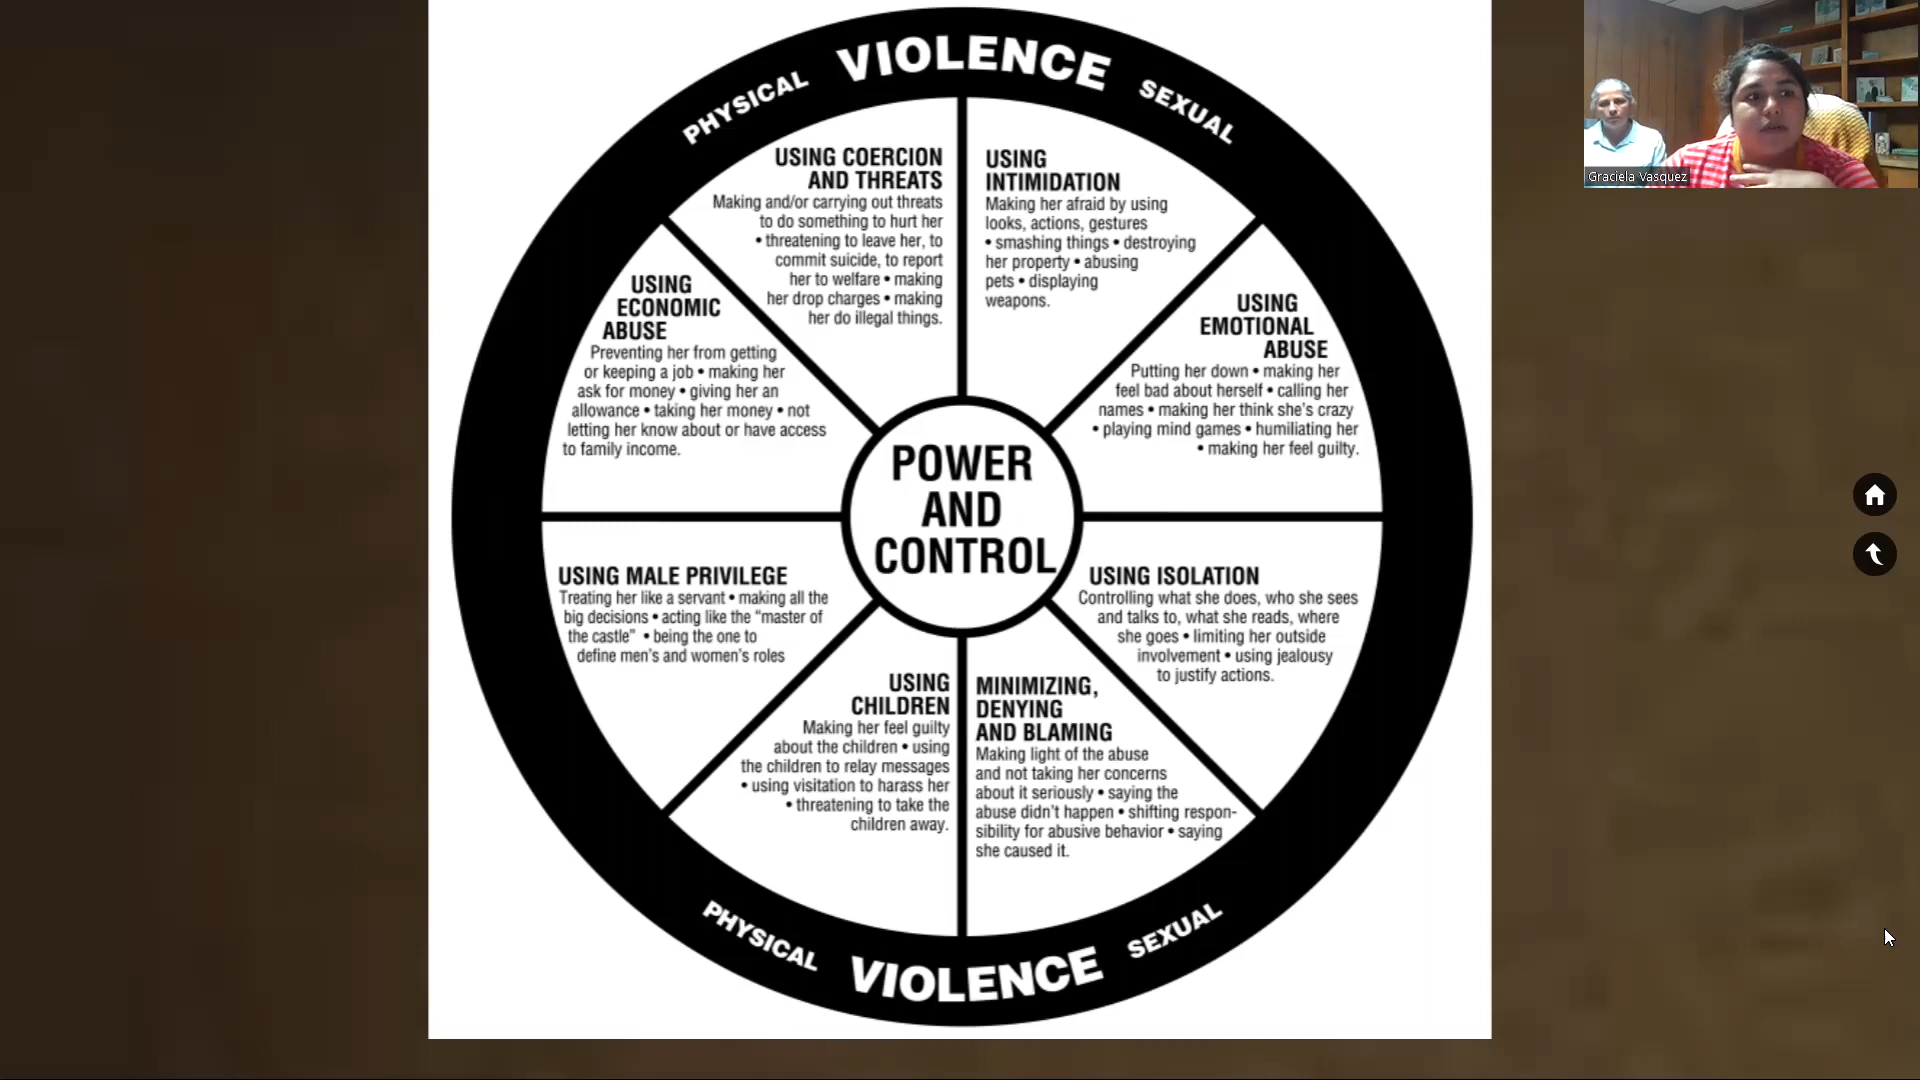 PHYSICAL VIOLENCE SEXUAL
USING COERCION
AND THREATS
Making and/or carrying out threats
to do something to hurt her
• threatening to leave her, to
commit suicide, to report
her to welfare • making
her drop charges • making
her do illegal things.
USING
INTIMIDATION
Making her afraid by using
looks, actions, gestures
• smashing things • destroying
her property • abusing
pets • displaying
weapons.
USING
ECONOMIC
ABUSE
Preventing her from getting
or keeping a job • making her
ask for money • giving her an
allowance • taking her money • not
letting her know about or have access
to family income.
USING
EMOTIONAL
ABUSE
Putting her down • making her
feel bad about herself • calling her
names • making her think she's crazy
• playing mind games • humiliating her
• making her feel guilty.
POWER
AND
CONTROL
USING MALE PRIVILEGE
Treating her like a servant • making all the
big decisions • acting like the "master of
the castle" • being the one to
define men's and women's roles
USING ISOLATION
Controlling what she does, who she sees
and talks to, what she reads, where
she goes • limiting her outside
involvement • using jealousy
to justify actions.
USING
CHILDREN
Making her feel guilty
about the children • using
the children to relay messages
• using visitation to harass her
• threatening to take the
children away.
MINIMIZING,
DENYING
AND BLAMING
Making light of the abuse
and not taking her concerns
about it seriously • saying the
abuse didn't happen • shifting respon-
sibility for abusive behavior • saying
she caused it.
PHYSICAL VIOLENCE SEXUAL
Graciela Vasquez